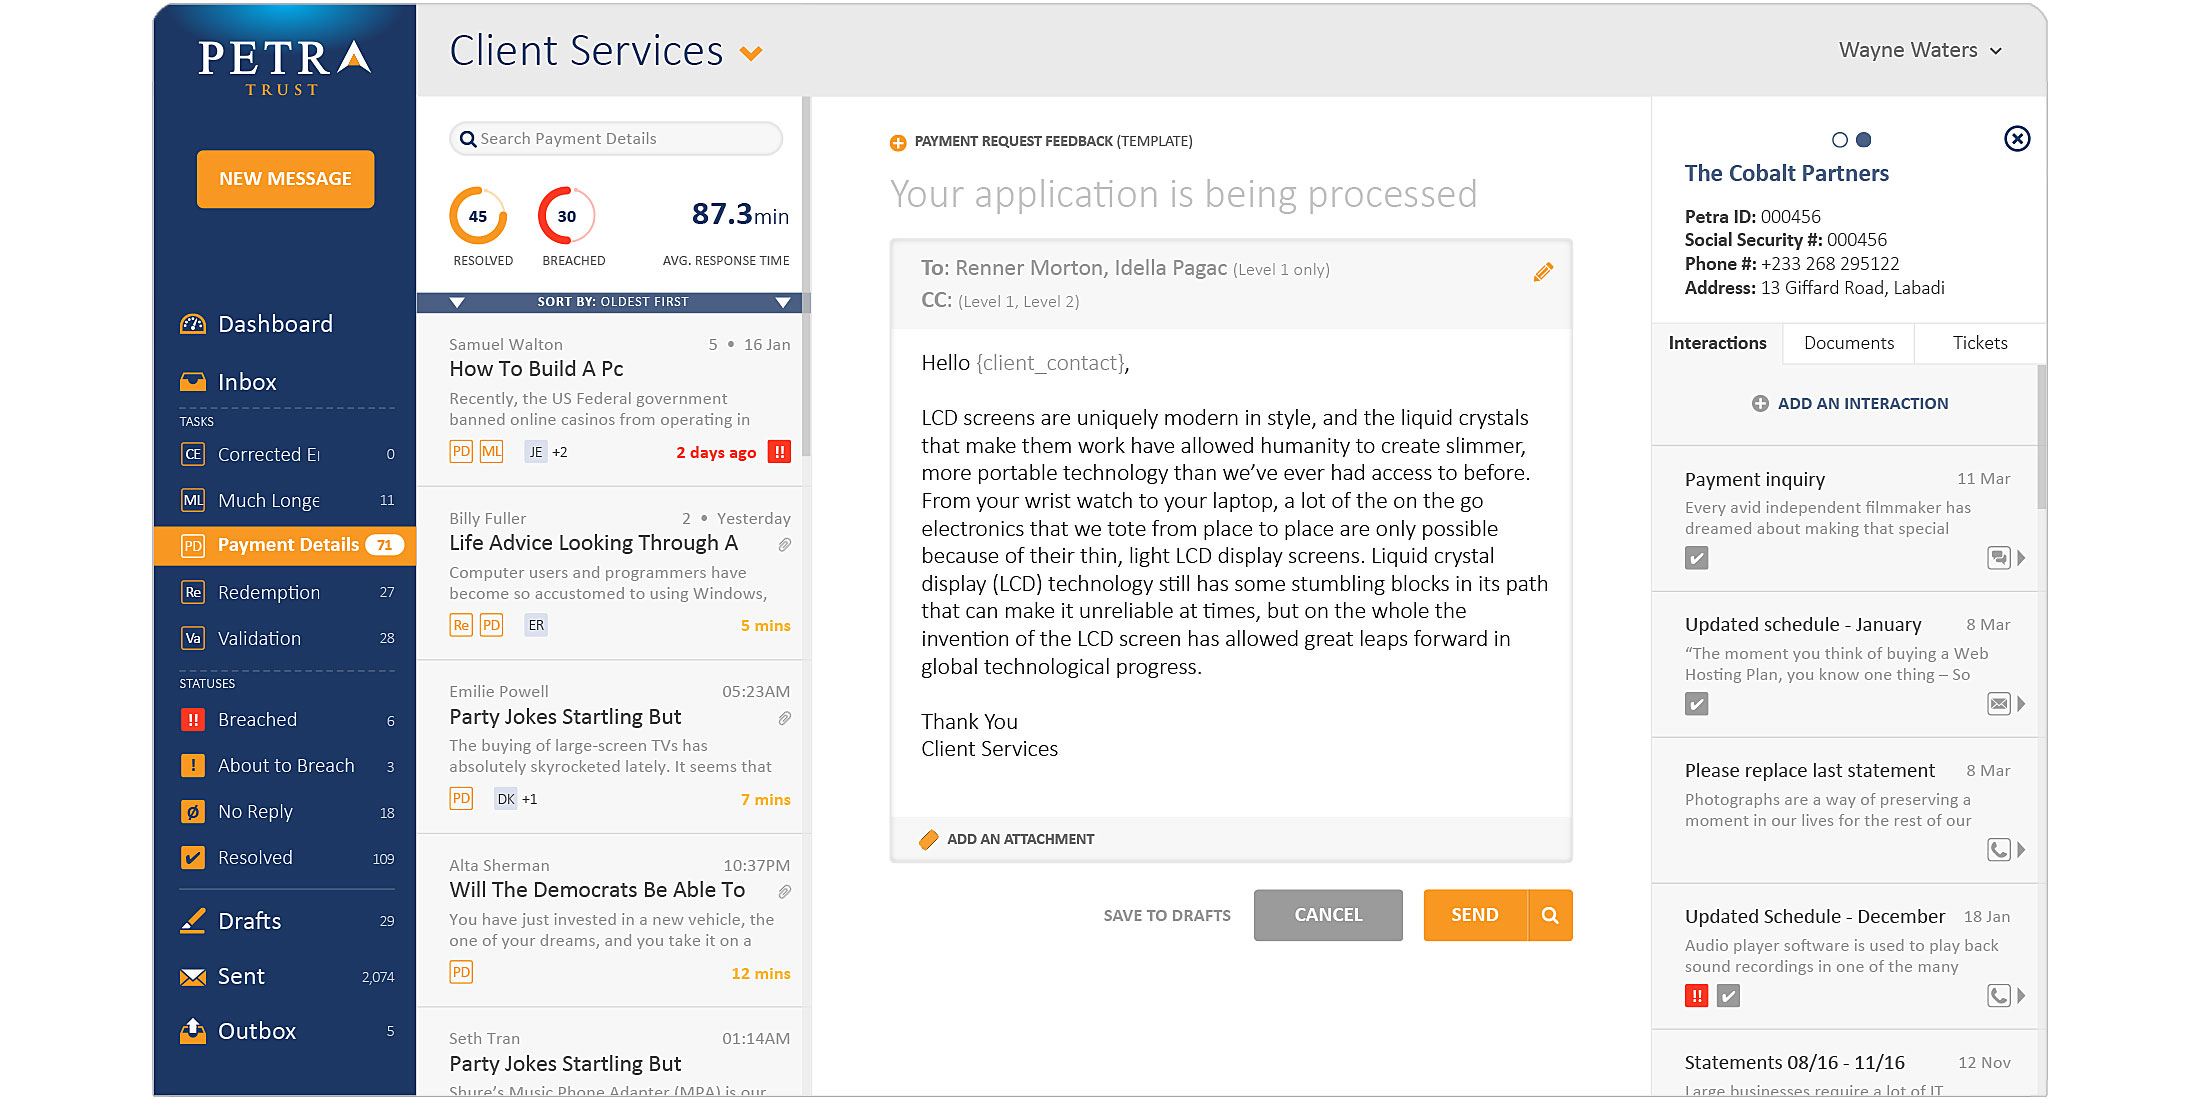 PETRA
TRUST
NEW MESSAGE
Dashboard
Inbox
TASKS
CE Corrected Er 0
ML Much Longe 11
PD Payment Details 71
Re Redemption 27
Va Validation 28
STATUSES
!! Breached 6
! About to Breach 3
No Reply 18
Resolved 109
Drafts 29
Sent 2,074
Outbox 5
Client Services
Wayne Waters
Search Payment Details
45 30 87.3min
RESOLVED BREACHED AVG. RESPONSE TIME
SORT BY: OLDEST FIRST
Samuel Walton 5 • 16 Jan
How To Build A Pc
Recently, the US Federal government
banned online casinos from operating in
PD ML JE +2 2 days ago !!
Billy Fuller 2 • Yesterday
Life Advice Looking Through A
Computer users and programmers have
become so accustomed to using Windows,
Re PD ER 5 mins
Emilie Powell 05:23AM
Party Jokes Startling But
The buying of large-screen TVs has
absolutely skyrocketed lately. It seems that
PD DK +1 7 mins
Alta Sherman 10:37PM
Will The Democrats Be Able To
You have just invested in a new vehicle, the
one of your dreams, and you take it on a
PD 12 mins
Seth Tran 01:14AM
Party Jokes Startling But
Shure's Music Phone Adapter (MPA) is our
PAYMENT REQUEST FEEDBACK (TEMPLATE)
Your application is being processed
To: Renner Morton, Idella Pagac (Level 1 only)
CC: (Level 1, Level 2)
Hello {client_contact},
LCD screens are uniquely modern in style, and the liquid crystals
that make them work have allowed humanity to create slimmer,
more portable technology than we've ever had access to before.
From your wrist watch to your laptop, a lot of the on the go
electronics that we tote from place to place are only possible
because of their thin, light LCD display screens. Liquid crystal
display (LCD) technology still has some stumbling blocks in its path
that can make it unreliable at times, but on the whole the
invention of the LCD screen has allowed great leaps forward in
global technological progress.
Thank You
Client Services
ADD AN ATTACHMENT
SAVE TO DRAFTS CANCEL SEND
The Cobalt Partners
Petra ID: 000456
Social Security #: 000456
Phone #: +233 268 295122
Address: 13 Giffard Road, Labadi
Interactions Documents Tickets
ADD AN INTERACTION
Payment inquiry 11 Mar
Every avid independent filmmaker has
dreamed about making that special
Updated schedule - January 8 Mar
“The moment you think of buying a Web
Hosting Plan, you know one thing – So
Please replace last statement 8 Mar
Photographs are a way of preserving a
moment in our lives for the rest of our
Updated Schedule - December 18 Jan
Audio player software is used to play back
sound recordings in one of the many
!!
Statements 08/16 - 11/16 12 Nov
Large businesses require a lot of IT